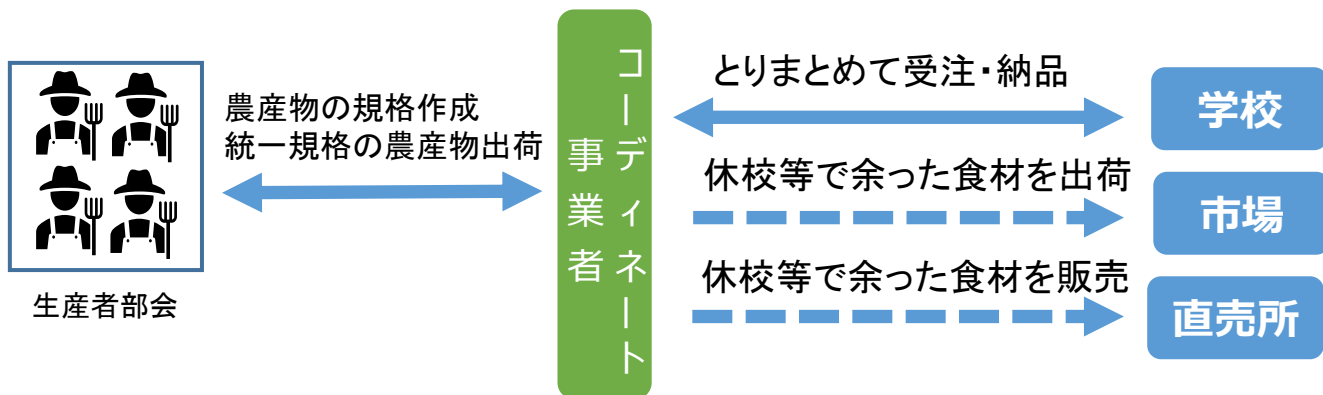 生産者部会
農産物の規格作成
統一規格の農産物出荷
コーディネート
事業者
とりまとめて受注・納品
学校
休校等で余った食材を出荷
市場
休校等で余った食材を販売
直売所